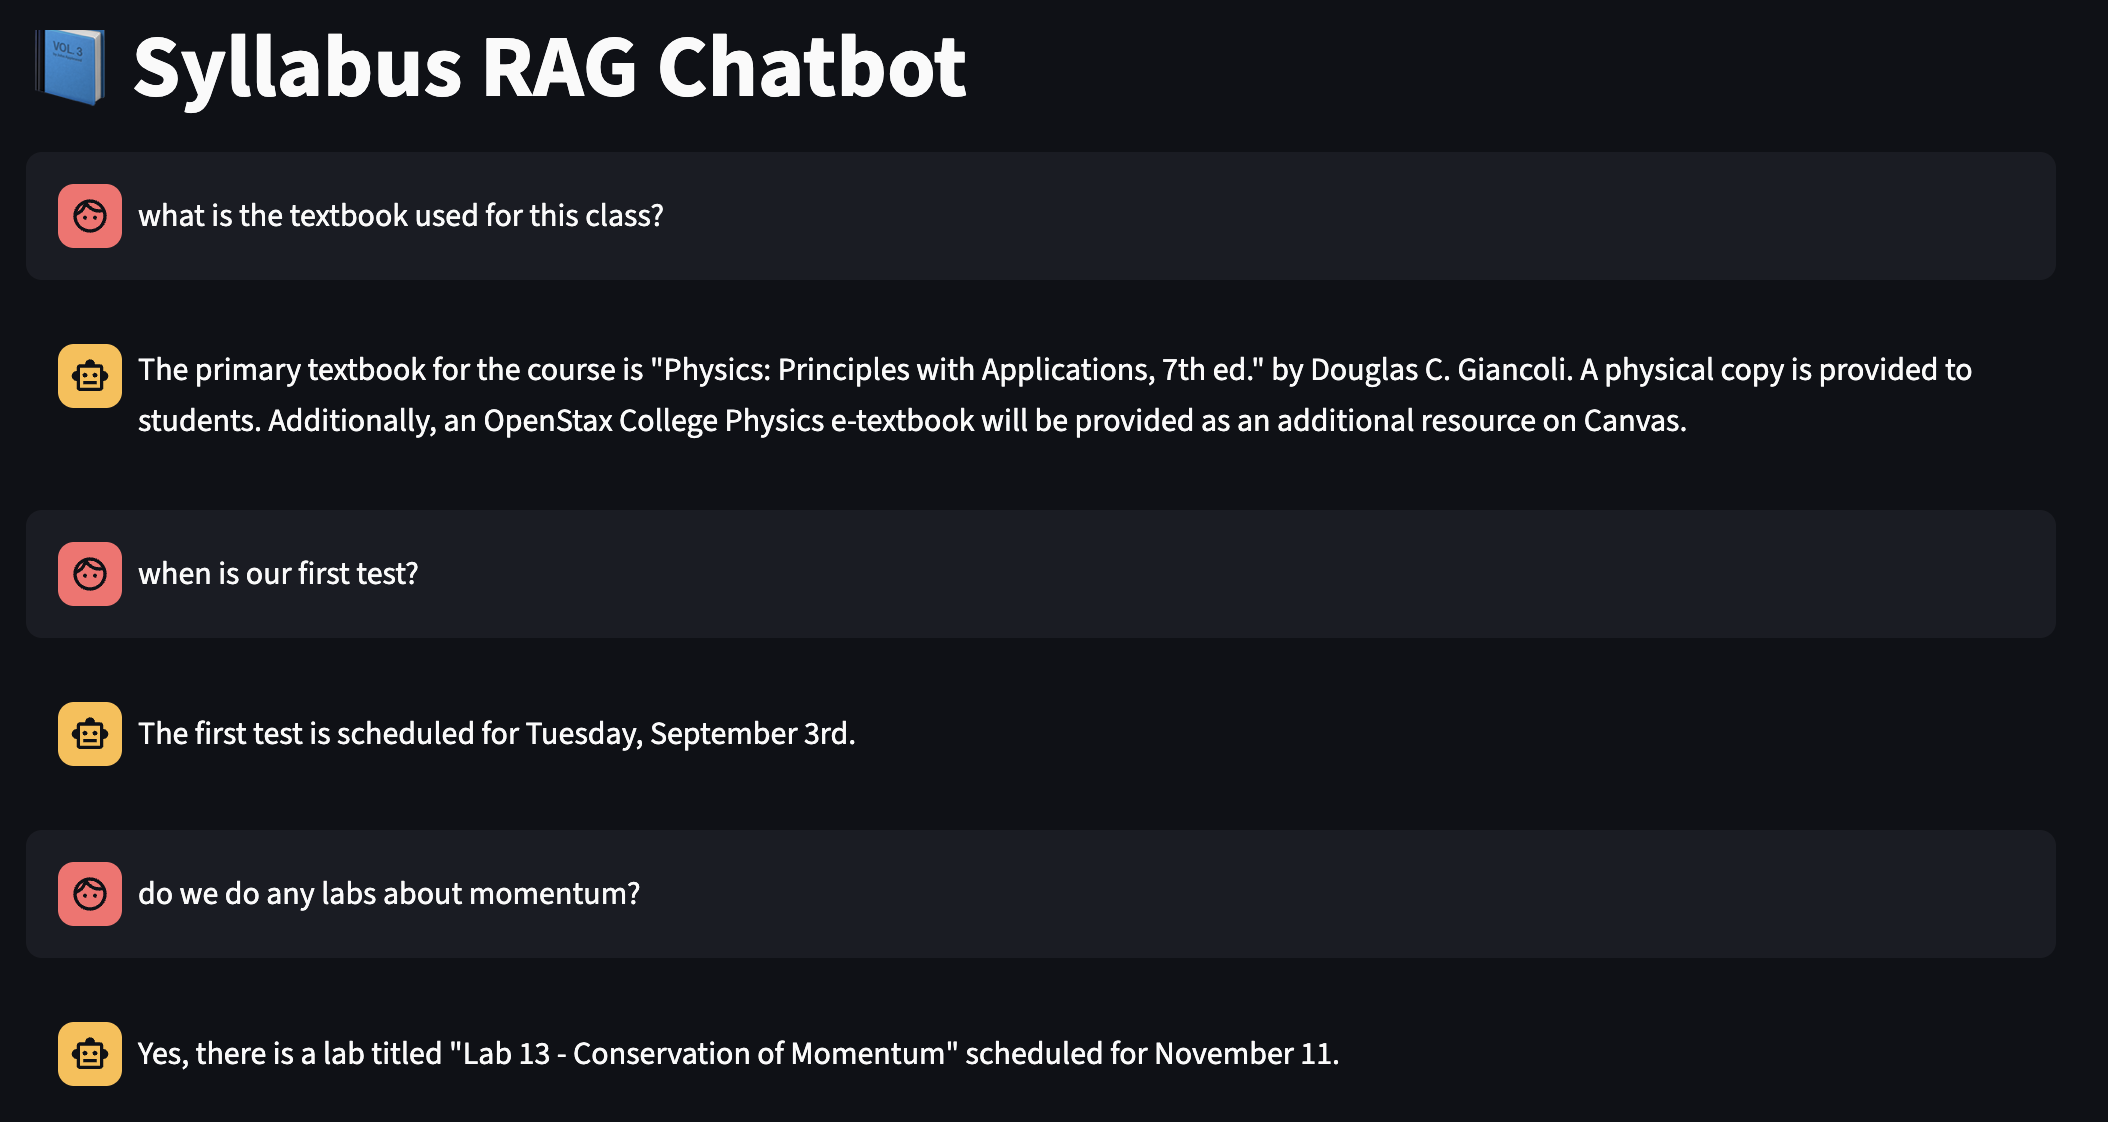 VOL. 3
Syllabus RAG Chatbot
what is the textbook used for this class?
The primary textbook for the course is "Physics: Principles with Applications, 7th ed." by Douglas C. Giancoli. A physical copy is provided to
students. Additionally, an OpenStax College Physics e-textbook will be provided as an additional resource on Canvas.
when is our first test?
The first test is scheduled for Tuesday, September 3rd.
do we do any labs about momentum?
Yes, there is a lab titled "Lab 13 - Conservation of Momentum" scheduled for November 11.